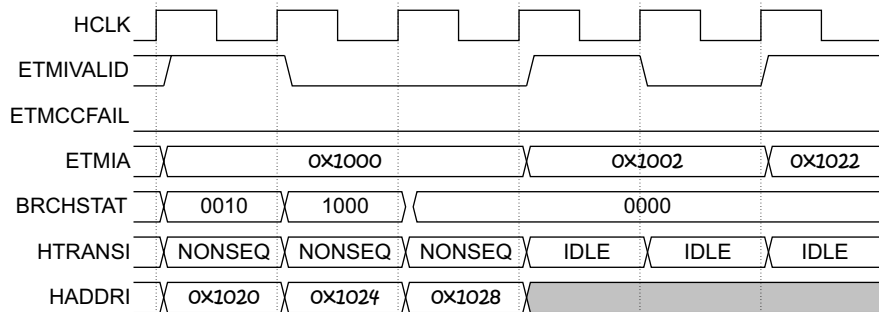 HCLK
ETMIVALID
ETMCCFAIL
ETMIA 0x1000 0x1002 0x1022
BRCHSTAT 0010 1000 0000
HTRANSI NONSEQ NONSEQ NONSEQ IDLE IDLE IDLE
HADDRI 0x1020 0x1024 0x1028